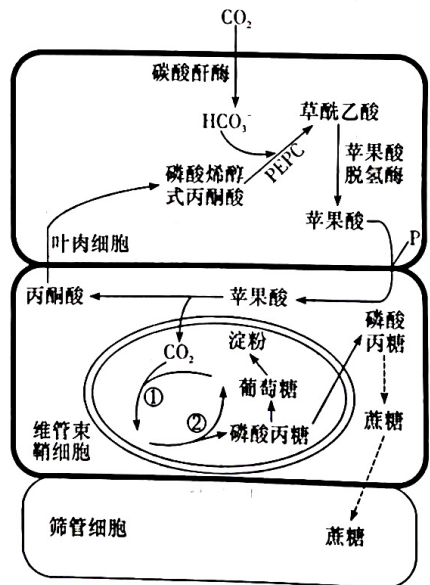 CO₂
碳酸酐酶
HCO₃⁻
草酰乙酸
PEPC
磷酸烯醇
式丙酮酸
苹果酸
脱氢酶
苹果酸
叶肉细胞
P
丙酮酸
苹果酸
磷酸
丙糖
淀粉
CO₂
葡萄糖
①
②
磷酸丙糖
蔗糖
维管束
鞘细胞
筛管细胞
蔗糖